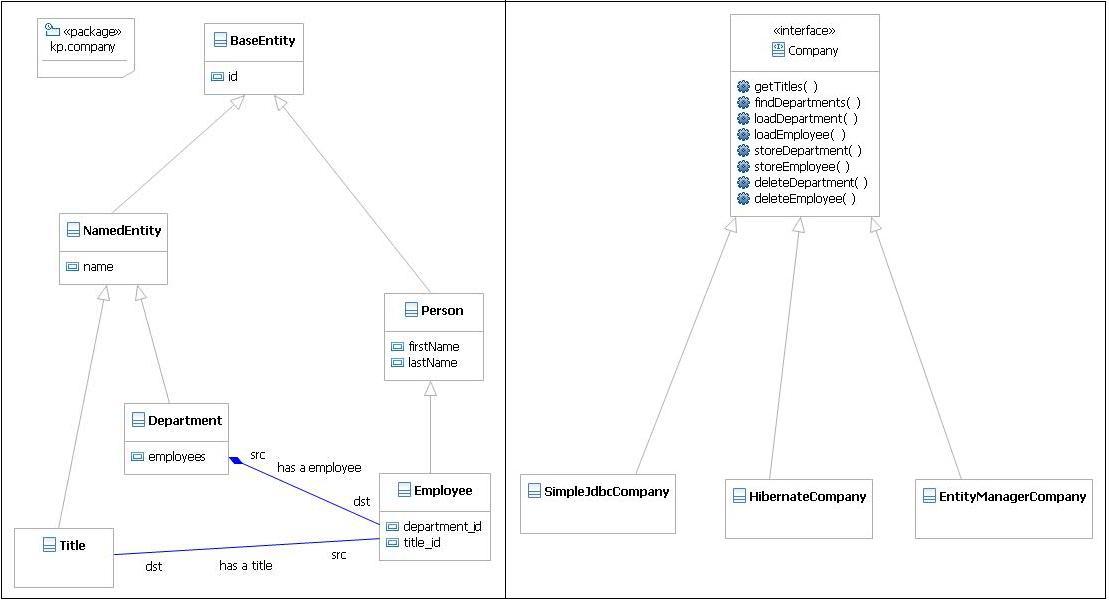 «package»
kp.company
BaseEntity
id
NamedEntity
name
Person
firstName
lastName
Department
employees
src
has a employee
dst
Employee
department_id
title_id
Title
dst
has a title
src
«interface»
Company
getTitles( )
findDepartments( )
loadDepartment( )
loadEmployee( )
storeDepartment( )
storeEmployee( )
deleteDepartment( )
deleteEmployee( )
SimpleJdbcCompany
HibernateCompany
EntityManagerCompany